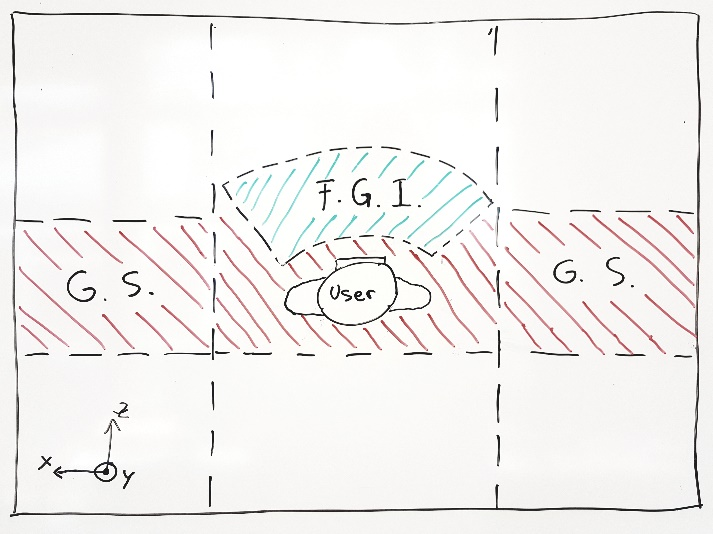 F. G. I.
G. S.
User
G. S.
Z
X
Y